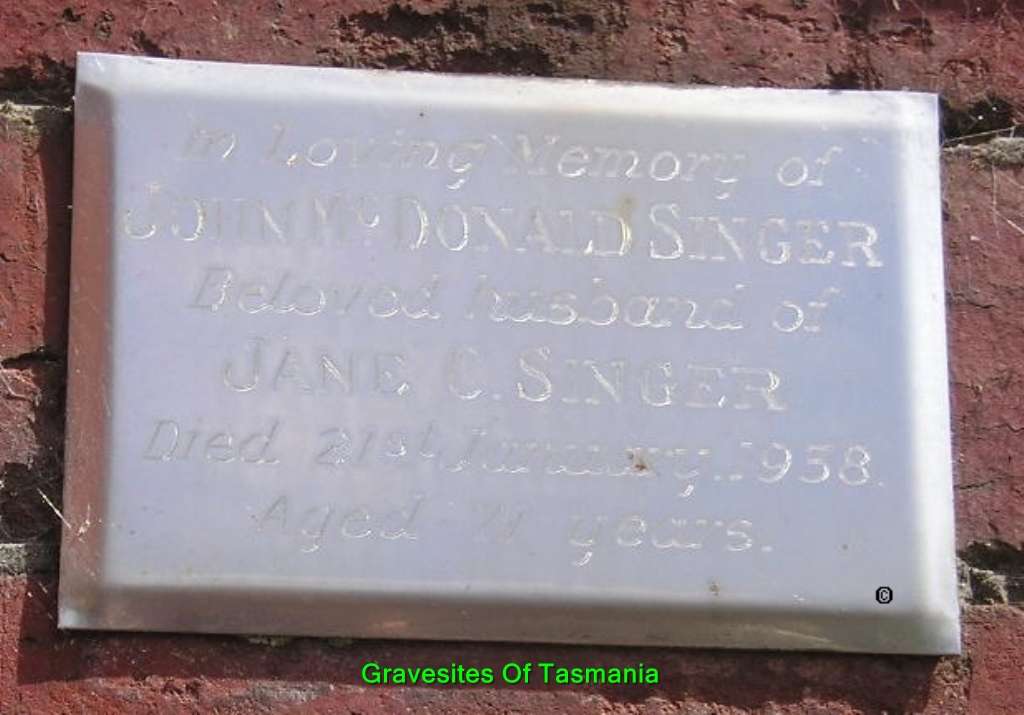 In Loving Memory of
JOHN McDONALD SINGER
Beloved husband of
JANE C. SINGER
Died 21st January, 1958.
Aged 71 years.
©
Gravesites Of Tasmania